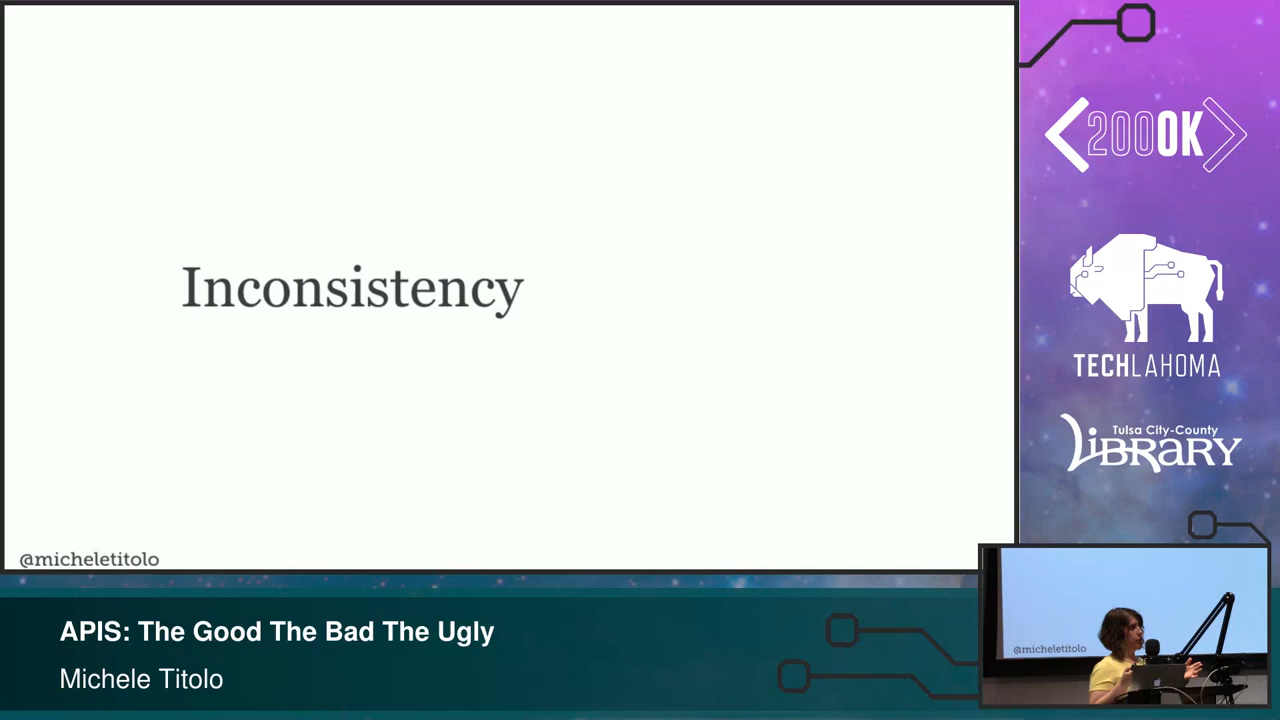 Inconsistency
@micheletitolo
APIS: The Good The Bad The Ugly
Michele Titolo
200OK
TECHLAHOMA
Tulsa City-County
LIBRARY
@micheletitolo